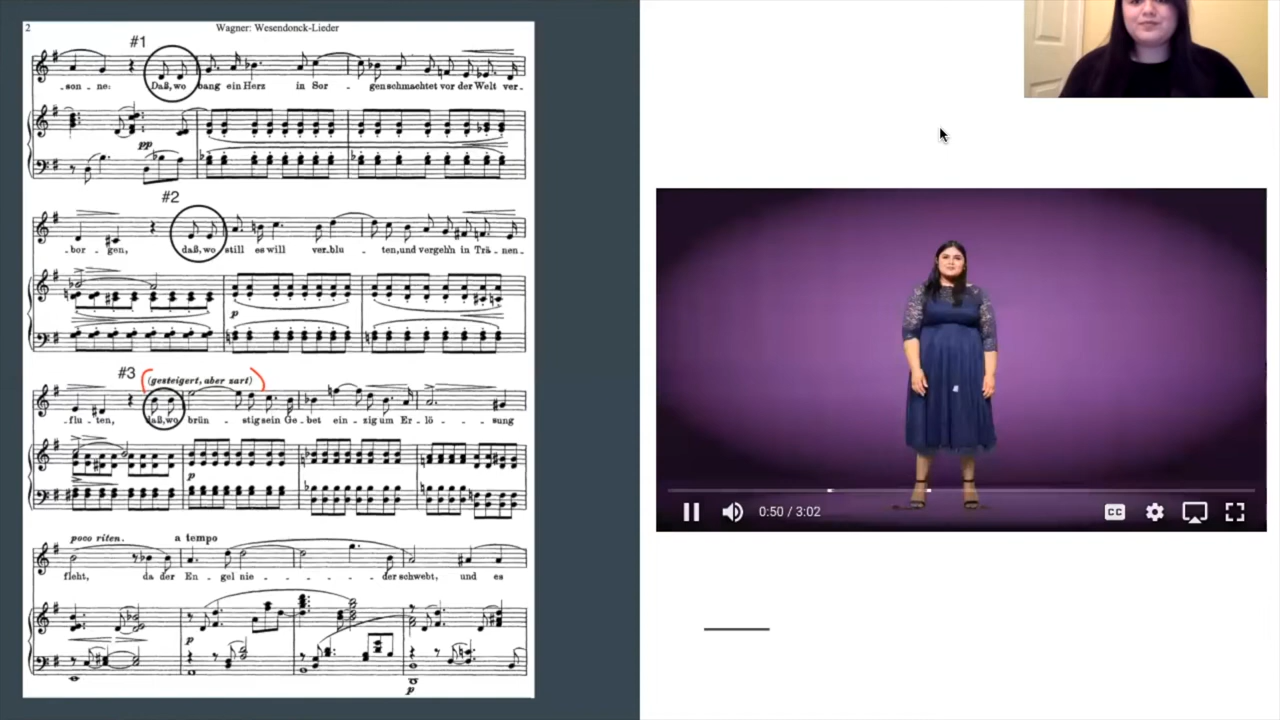 2
Wagner: Wesendonck-Lieder
#1
-son - ne: Daß, wo bang ein Herz in Sor - gen schmachtet vor der Welt ver-
pp
#2
-bor - gen, daß, wo still es will ver-blu - ten, und vergehn in Trä - nen-
p
#3
(gesteigert, aber zart)
-flu - ten, daß, wo brün - stig sein Ge - bet ein - zig um Er - lö - sung
p
poco riten. a tempo
fleht, da der En - gel nie - - - - - - der schwebt, und es
p
p
0:50 / 3:02
CC